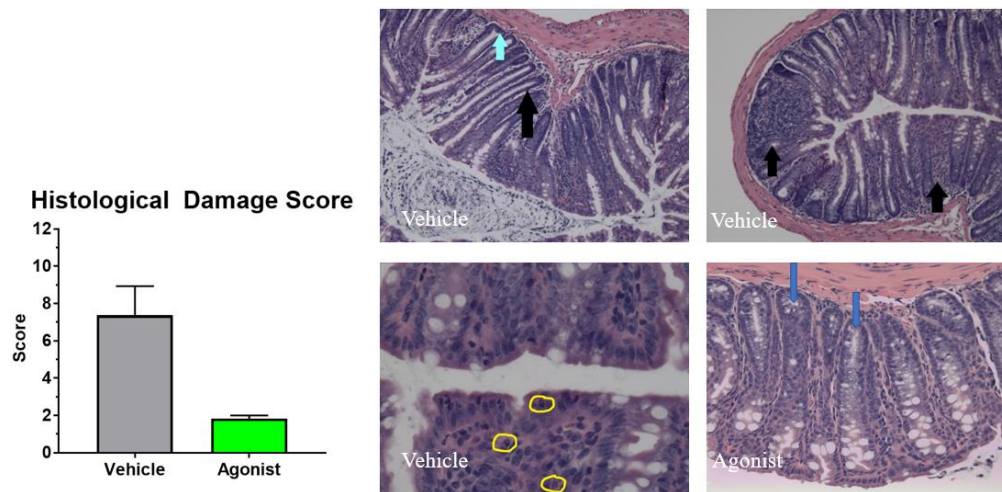 Histological Damage Score
12
10
8
6
4
2
0
Score
Vehicle
Agonist
Vehicle
Vehicle
Vehicle
Agonist